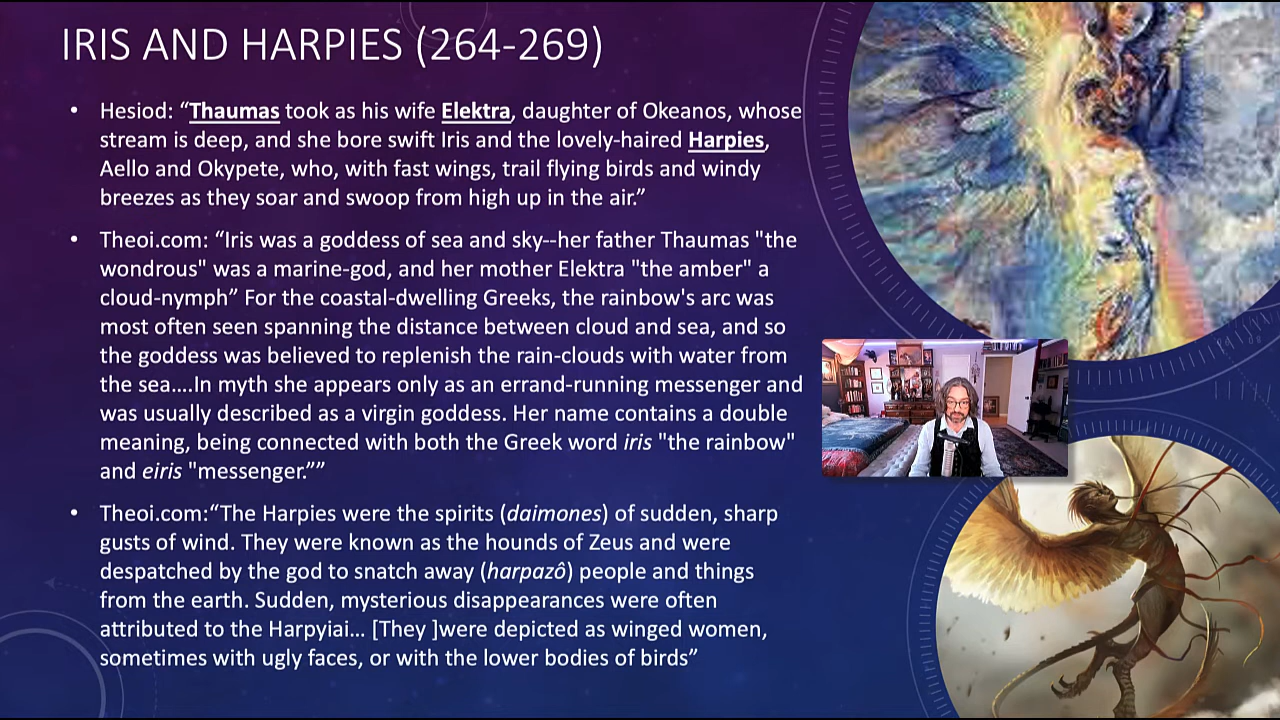 IRIS AND HARPIES (264-269)
• Hesiod: “Thaumas took as his wife Elektra, daughter of Okeanos, whose
stream is deep, and she bore swift Iris and the lovely-haired Harpies,
Aello and Okypete, who, with fast wings, trail flying birds and windy
breezes as they soar and swoop from high up in the air.”
• Theoi.com: “Iris was a goddess of sea and sky--her father Thaumas "the
wondrous" was a marine-god, and her mother Elektra "the amber" a
cloud-nymph” For the coastal-dwelling Greeks, the rainbow's arc was
most often seen spanning the distance between cloud and sea, and so
the goddess was believed to replenish the rain-clouds with water from
the sea….In myth she appears only as an errand-running messenger and
was usually described as a virgin goddess. Her name contains a double
meaning, being connected with both the Greek word iris "the rainbow"
and eiris "messenger.””
• Theoi.com:“The Harpies were the spirits (daimones) of sudden, sharp
gusts of wind. They were known as the hounds of Zeus and were
despatched by the god to snatch away (harpazô) people and things
from the earth. Sudden, mysterious disappearances were often
attributed to the Harpyiai… [They ]were depicted as winged women,
sometimes with ugly faces, or with the lower bodies of birds”